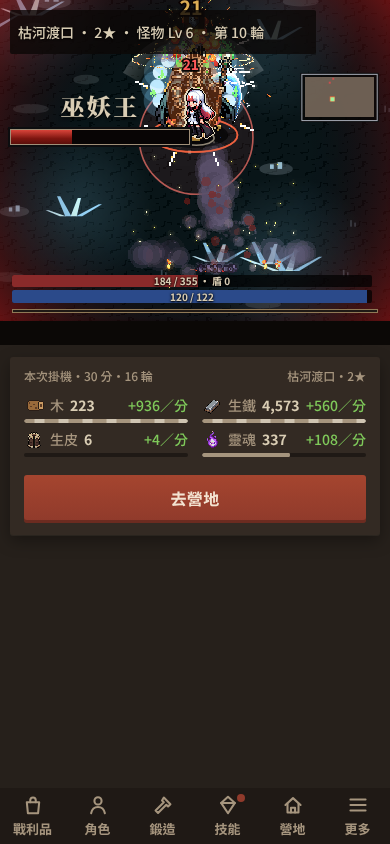 21
枯河渡口 • 2★ • 怪物 Lv 6 • 第 10 輪
21
巫妖王
184 / 355 • 盾 0
120 / 122
本次掛機・30 分・16 輪 枯河渡口・2★
木 223 +936／分 生鐵 4,573 +560／分
生皮 6 +4／分 靈魂 337 +108／分
去營地
戰利品 角色 鍛造 技能 營地 更多